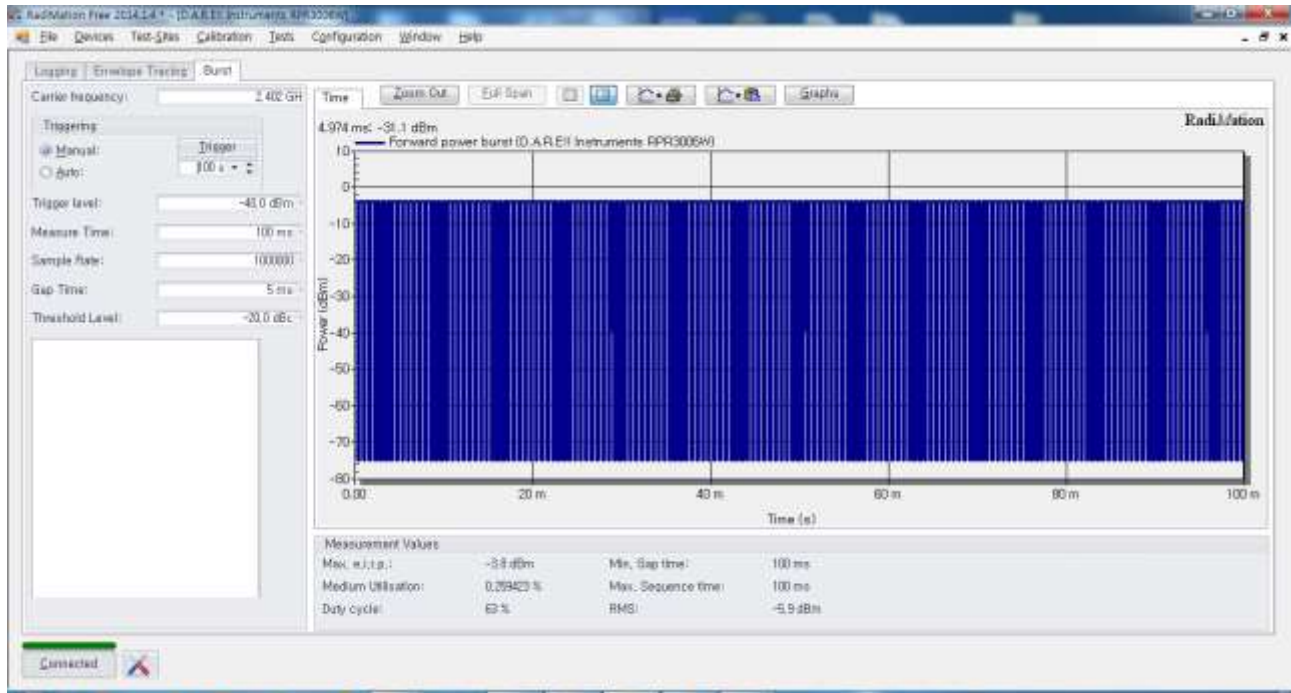 RadiMation Free 2014.1.4 * - [D.A.R.E!! Instruments RPR3006W]
File Devices Test-Sites Calibration Tests Configuration Window Help
Logging Envelope Tracing Burst
Carrier frequency: 2.402 GH
Triggering
Manual: Trigger
Auto: 100 s
Trigger level: -48.0 dBm
Measure Time: 100 ms
Sample Rate: 1000000
Gap Time: 5 ms
Threshold Level: -20.0 dBc
Time Zoom Out Full Span Graphs
4.974 ms: -31.1 dBm
RadiMation
Forward power burst (D.A.R.E!! Instruments RPR3006W)
10
0
-10
-20
-30
-40
-50
-60
-70
-80
Power (dBm)
0.00 20 m 40 m 60 m 80 m 100 m
Time (s)
Measurement Values
Max. e.i.r.p.: -3.8 dBm Min. Gap time: 100 ms
Medium Utilisation: 0.259423 % Max. Sequence time: 100 ms
Duty cycle: 63 % RMS: -5.9 dBm
Connected